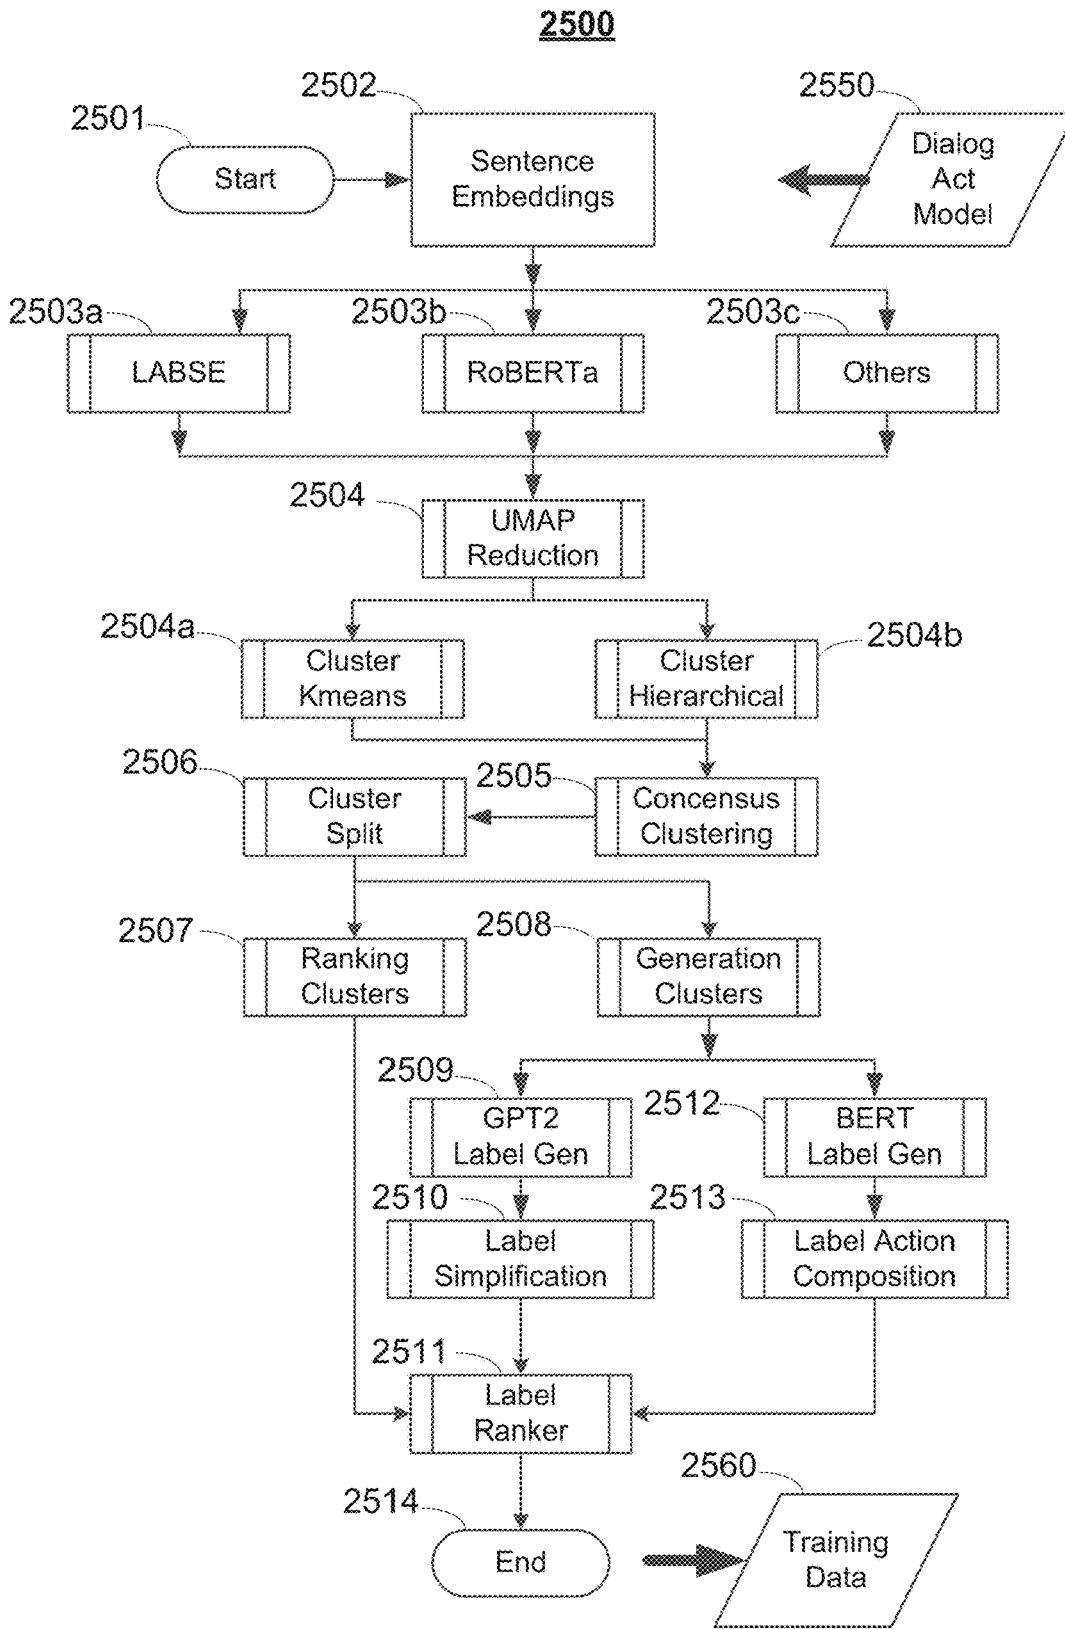 2500
2501
Start
2502
Sentence
Embeddings
2550
Dialog
Act
Model
2503a
LABSE
2503b
RoBERTa
2503c
Others
2504
UMAP
Reduction
2504a
Cluster
Kmeans
2504b
Cluster
Hierarchical
2506
Cluster
Split
2505
Concensus
Clustering
2507
Ranking
Clusters
2508
Generation
Clusters
2509
GPT2
Label Gen
2512
BERT
Label Gen
2510
Label
Simplification
2513
Label Action
Composition
2511
Label
Ranker
2514
End
2560
Training
Data